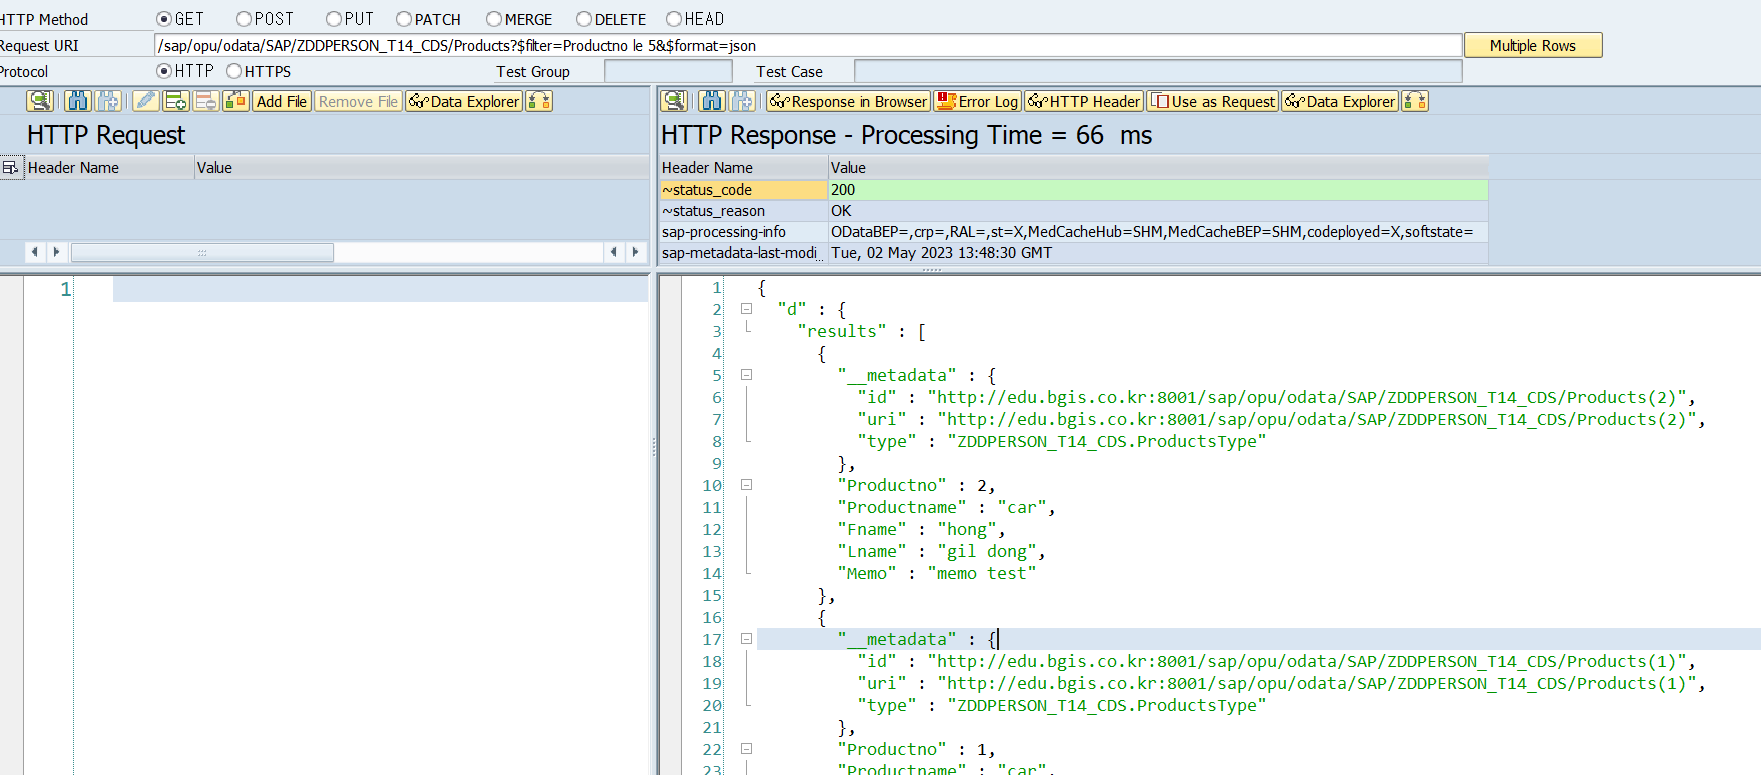 HTTP Method GET POST PUT PATCH MERGE DELETE HEAD
Request URI /sap/opu/odata/SAP/ZDDPERSON_T14_CDS/Products?$filter=Productno le 5&$format=json Multiple Rows
Protocol HTTP HTTPS Test Group Test Case
Add File Remove File Data Explorer
Response in Browser Error Log HTTP Header Use as Request Data Explorer
HTTP Request
HTTP Response - Processing Time = 66 ms
Header Name Value
Header Name Value
~status_code 200
~status_reason OK
sap-processing-info ODataBEP=,crp=,RAL=,st=X,MedCacheHub=SHM,MedCacheBEP=SHM,codeployed=X,softstate=
sap-metadata-last-modi... Tue, 02 May 2023 13:48:30 GMT
1
1 {
2 "d" : {
3 "results" : [
4 {
5 "__metadata" : {
6 "id" : "http://edu.bgis.co.kr:8001/sap/opu/odata/SAP/ZDDPERSON_T14_CDS/Products(2)",
7 "uri" : "http://edu.bgis.co.kr:8001/sap/opu/odata/SAP/ZDDPERSON_T14_CDS/Products(2)",
8 "type" : "ZDDPERSON_T14_CDS.ProductsType"
9 },
10 "Productno" : 2,
11 "Productname" : "car",
12 "Fname" : "hong",
13 "Lname" : "gil dong",
14 "Memo" : "memo test"
15 },
16 {
17 "__metadata" : {
18 "id" : "http://edu.bgis.co.kr:8001/sap/opu/odata/SAP/ZDDPERSON_T14_CDS/Products(1)",
19 "uri" : "http://edu.bgis.co.kr:8001/sap/opu/odata/SAP/ZDDPERSON_T14_CDS/Products(1)",
20 "type" : "ZDDPERSON_T14_CDS.ProductsType"
21 },
22 "Productno" : 1,
23 "Productname" : "car",